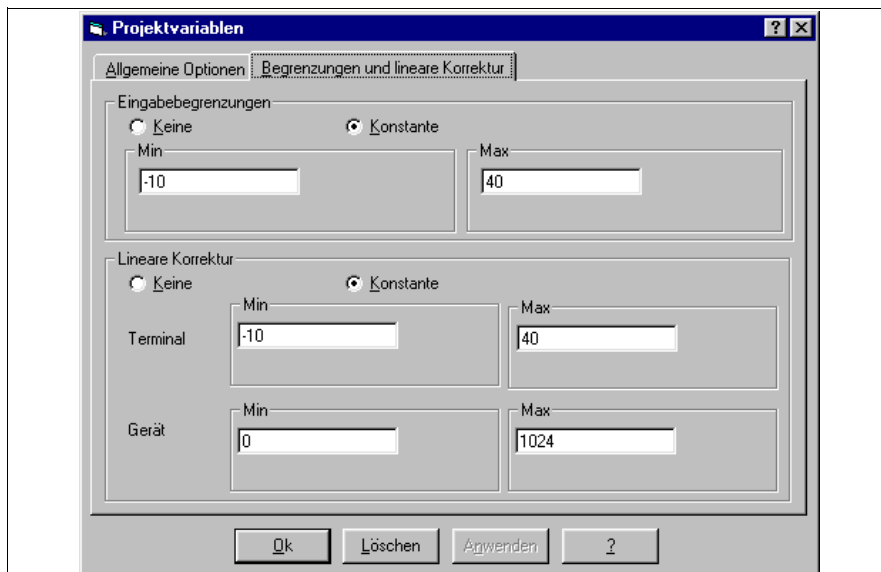 Projektvariablen
Allgemeine Optionen Begrenzungen und lineare Korrektur
Eingabebegrenzungen
Keine Konstante
Min Max
-10 40
Lineare Korrektur
Keine Konstante
Min Max
Terminal -10 40
Min Max
Gerät 0 1024
Ok Löschen Anwenden ?